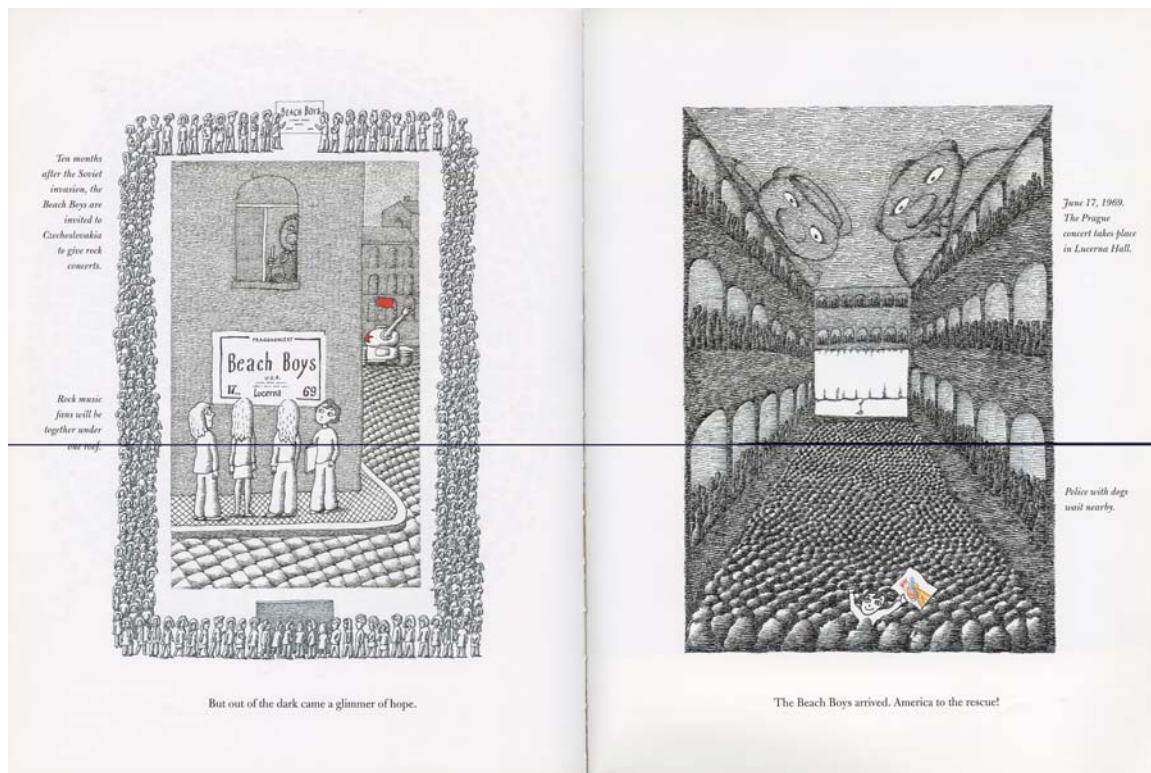 BEACH BOYS
Ten months
after the Soviet
invasion, the
Beach Boys are
invited to
Czechoslovakia
to give rock
concerts.
Beach Boys
U.S.A.
Lucerna 69
Rock music
fans will be
together under
one roof.
But out of the dark came a glimmer of hope.
June 17, 1969.
The Prague
concert takes place
in Lucerna Hall.
Police with dogs
wait nearby.
The Beach Boys arrived. America to the rescue!